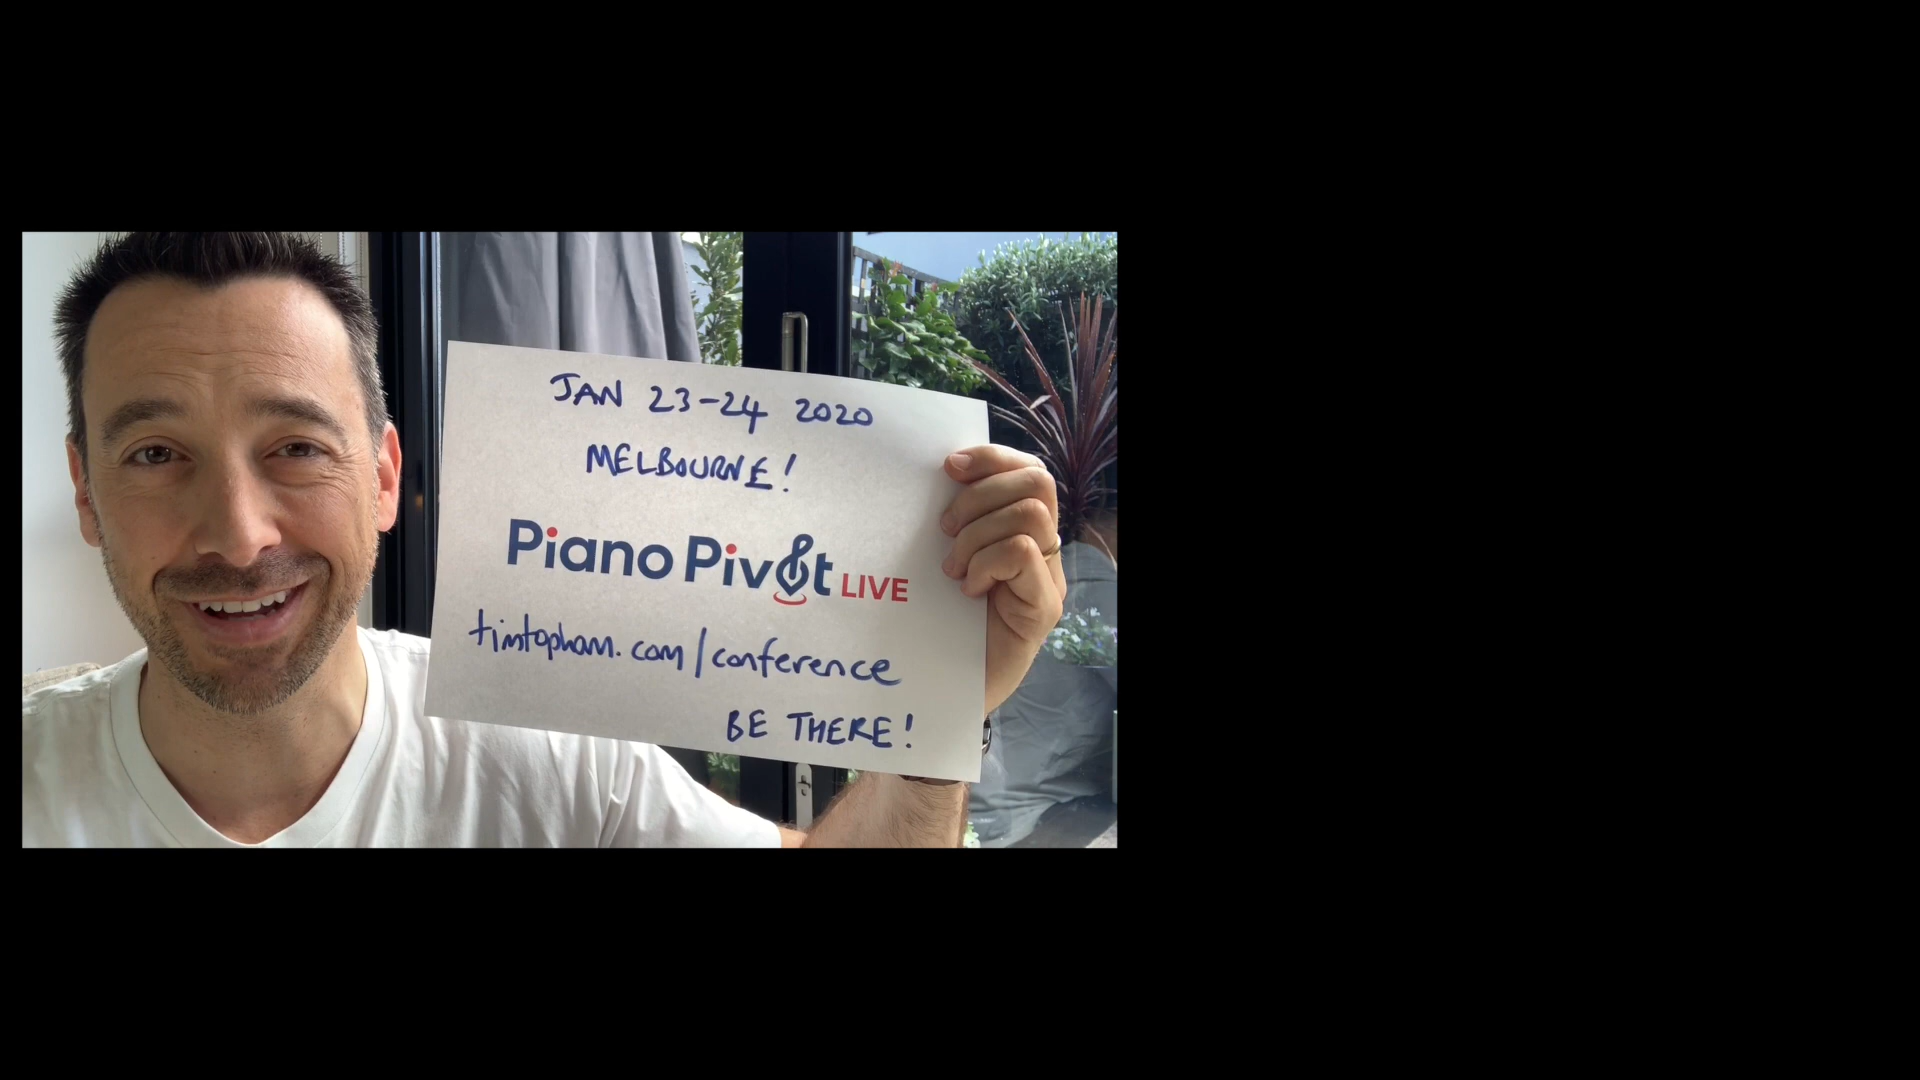 JAN 23-24 2020
MELBOURNE!
Piano Pivot LIVE
timtopham.com/conference
BE THERE!